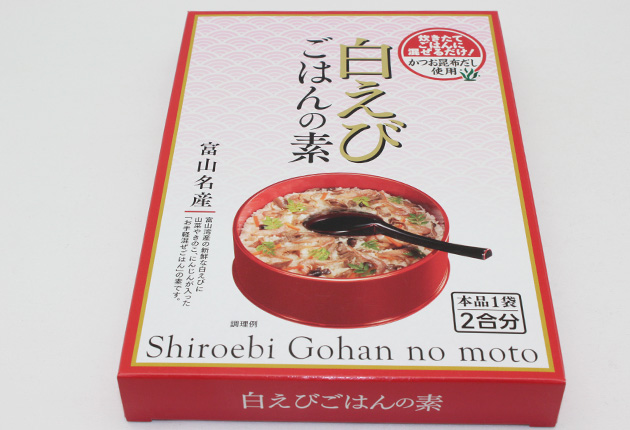 白えび
ごはんの素
炊きたて
ごはんに
混ぜるだけ!
かつお昆布だし
使用
富山名産
富山湾産の新鮮な白えびに
山菜やきのこ、にんじんが入った
「お手軽混ぜごはん」の素です。
調理例
本品1袋
2合分
Shiroebi Gohan no moto
白えびごはんの素